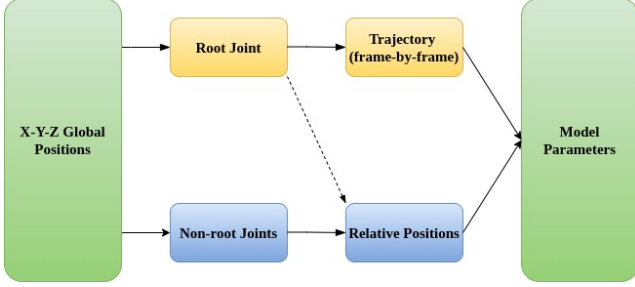 X-Y-Z Global
Positions
Root Joint
Trajectory
(frame-by-frame)
Non-root Joints
Relative Positions
Model
Parameters